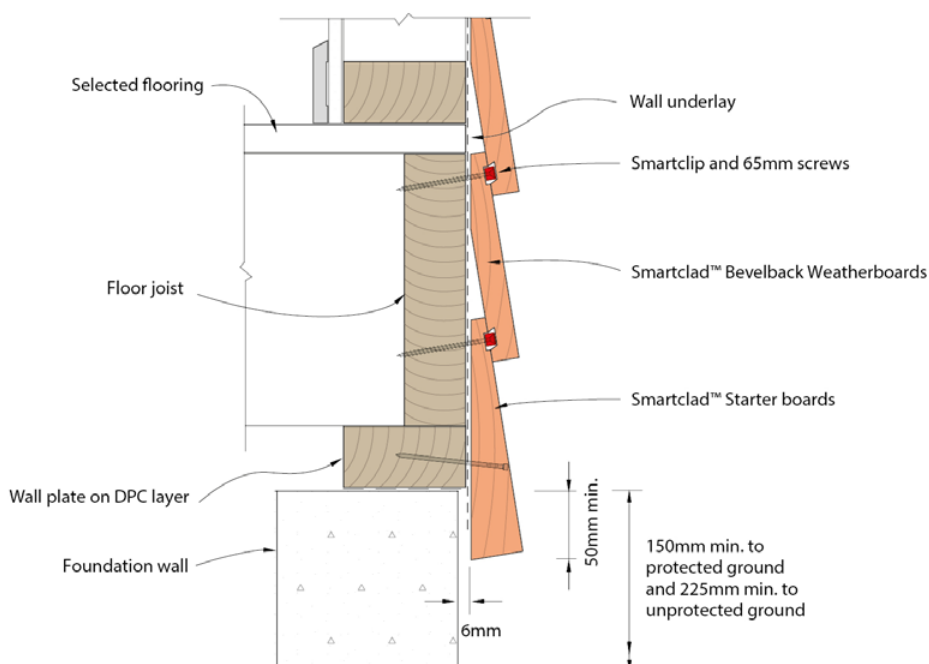 Selected flooring
Wall underlay
Smartclip and 65mm screws
Smartclad™ Bevelback Weatherboards
Floor joist
Smartclad™ Starter boards
Wall plate on DPC layer
50mm min.
150mm min. to
protected ground
and 225mm min. to
unprotected ground
Foundation wall
6mm